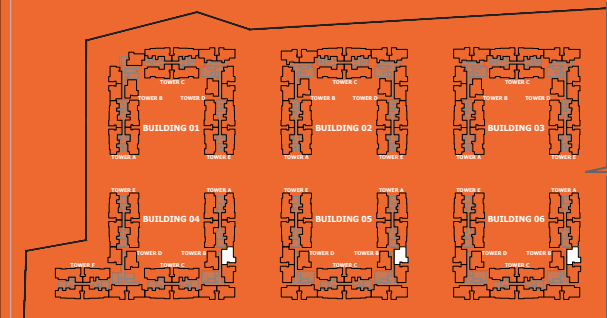 TOWER C TOWER C TOWER C
TOWER B TOWER D TOWER B TOWER D TOWER B TOWER D
BUILDING 01 BUILDING 02 BUILDING 03
TOWER A TOWER E TOWER A TOWER E TOWER A TOWER E
TOWER E TOWER A TOWER E TOWER A TOWER E TOWER A
BUILDING 04 BUILDING 05 BUILDING 06
TOWER D TOWER B TOWER D TOWER B TOWER D TOWER B
TOWER F TOWER C TOWER C TOWER C